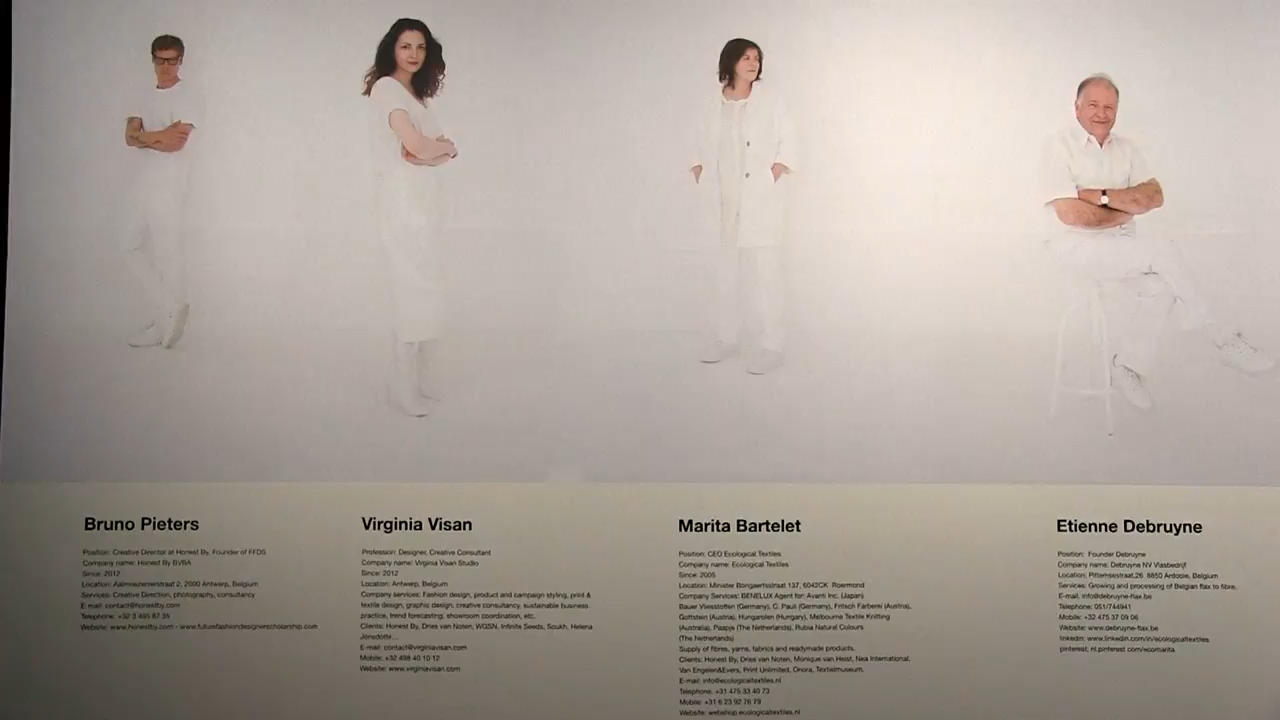 Bruno Pieters
Position: Creative Director at Honest By, Founder of FFDS
Company name: Honest By BVBA
Since: 2012
Location: Aalmoezenierstraat 2, 2000 Antwerp, Belgium
Services: Creative Direction, photography, consultancy
E-mail: contact@honestby.com
Telephone: +32 3 495 87 35
Website: www.honestby.com - www.futurefashiondesignerscholarship.com
Virginia Visan
Profession: Designer, Creative Consultant
Company name: Virginia Visan Studio
Since: 2012
Location: Antwerp, Belgium
Company services: Fashion design, product and campaign styling, print &
textile design, graphic design, creative consultancy, sustainable business
practice, trend forecasting, showroom coordination, etc.
Clients: Honest By, Dries van Noten, WGSN, Infinite Seeds, Soukh, Helena
Jonsdottir...
E-mail: contact@virginiavisan.com
Mobile: +32 498 40 10 12
Website: www.virginiavisan.com
Marita Bartelet
Position: CEO Ecological Textiles
Company name: Ecological Textiles
Since: 2005
Location: Minister Bongaertsstraat 137, 6042CK Roermond
Company Services: BENELUX Agent for: Avanti Inc. (Japan)
Bauer Vliesstoffen (Germany), C. Pauli (Germany), Fritsch Farberei (Austria),
Gottstein (Austria), Hungarolen (Hungary), Melbourne Textile Knitting
(Australia), Paapjs (The Netherlands), Rubia Natural Colours
(The Netherlands)
Supply of fibres, yarns, fabrics and readymade products.
Clients: Honest By, Dries van Noten, Monique van Heist, Nxa International,
Van Engelen&Evers, Print Unlimited, Onora, Textielmuseum.
E-mail: info@ecologicaltextiles.nl
Telephone: +31 475 33 40 73
Mobile: +31 6 23 92 76 79
Website: webshop.ecologicaltextiles.nl
Etienne Debruyne
Position: Founder Debruyne
Company name: Debruyne NV Vlasbedrijf
Location: Pittemsestraat,26 8850 Ardooie, Belgium
Services: Growing and processing of Belgian flax to fibre.
E-mail: info@debruyne-flax.be
Telephone: 051/744941
Mobile: +32 475 37 09 06
Website: www.debruyne-flax.be
linkedin: www.linkedin.com/in/ecologicaltextiles
pinterest: nl.pinterest.com/ecomarita